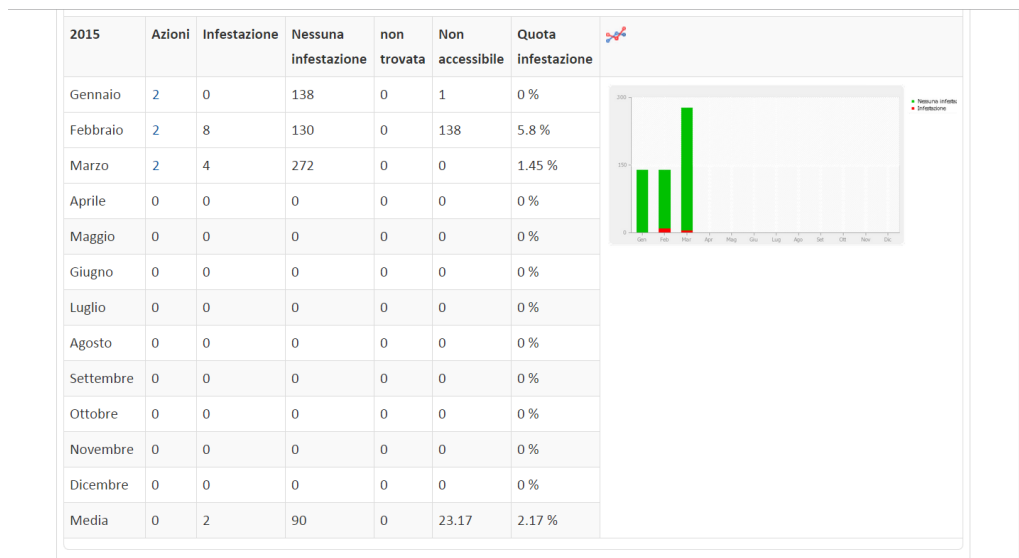 2015 Azioni Infestazione Nessuna infestazione non trovata Non accessibile Quota infestazione
Gennaio 2 0 138 0 1 0 %
Febbraio 2 8 130 0 138 5.8 %
Marzo 2 4 272 0 0 1.45 %
Aprile 0 0 0 0 0 0 %
Maggio 0 0 0 0 0 0 %
Giugno 0 0 0 0 0 0 %
Luglio 0 0 0 0 0 0 %
Agosto 0 0 0 0 0 0 %
Settembre 0 0 0 0 0 0 %
Ottobre 0 0 0 0 0 0 %
Novembre 0 0 0 0 0 0 %
Dicembre 0 0 0 0 0 0 %
Media 0 2 90 0 23.17 2.17 %
200
150
0
Gen Feb Mar Apr Mag Giu Lug Ago Set Ott Nov Dic
Nessuna infesta
Infestazione